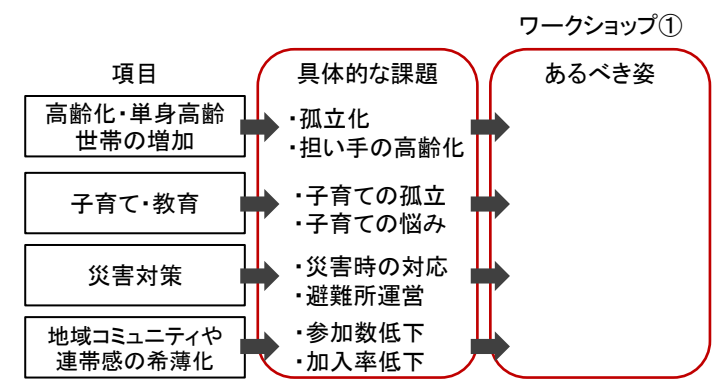 ワークショップ①
項目
具体的な課題
あるべき姿
高齢化・単身高齢
世帯の増加
・孤立化
・担い手の高齢化
子育て・教育
・子育ての孤立
・子育ての悩み
災害対策
・災害時の対応
・避難所運営
地域コミュニティや
連帯感の希薄化
・参加数低下
・加入率低下